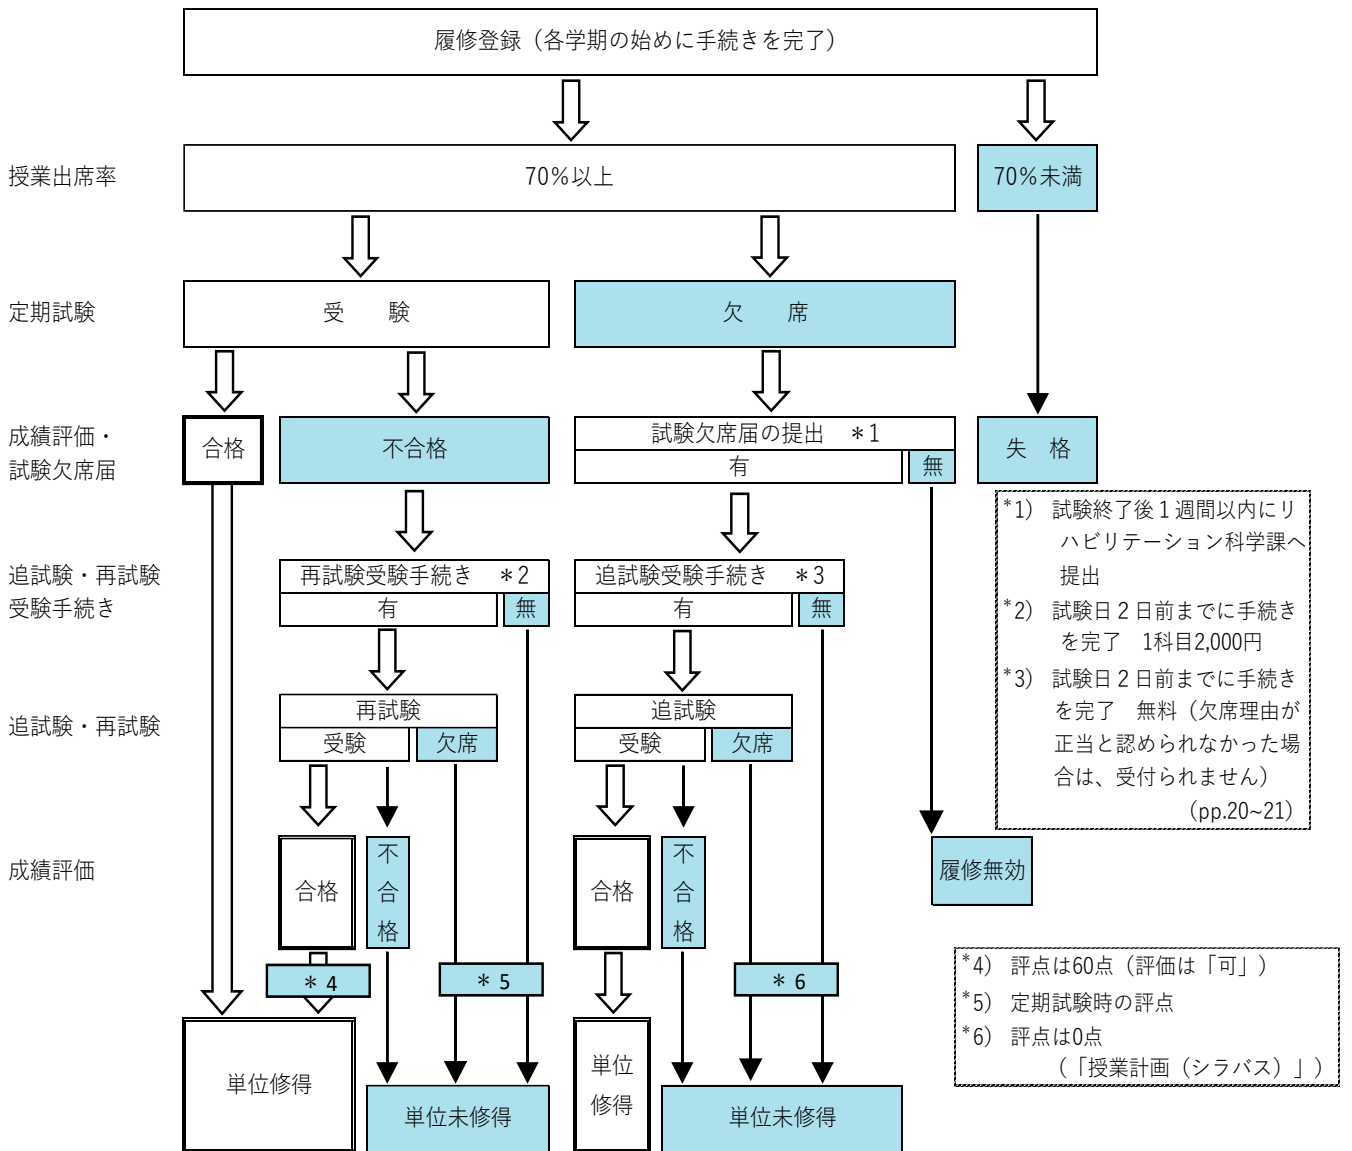 履修登録（各学期の始めに手続きを完了）
授業出席率
70％以上
70％未満
定期試験
受　　験
欠　　席
成績評価・
試験欠席届
合格
不合格
試験欠席届の提出　＊1
有
無
失　格
追試験・再試験
受験手続き
再試験受験手続き　＊2
有
無
追試験受験手続き　＊3
有
無
*1)　試験終了後１週間以内にリ
ハビリテーション科学課へ
提出
*2)　試験日２日前までに手続き
を完了　1科目2,000円
*3)　試験日２日前までに手続き
を完了　無料（欠席理由が
正当と認められなかった場
合は、受付られません）
（pp.20~21）
追試験・再試験
再試験
受験
欠席
追試験
受験
欠席
成績評価
合格
不合格
合格
不合格
履修無効
＊4
＊5
＊6
*4)　評点は60点（評価は「可」）
*5)　定期試験時の評点
*6)　評点は0点
（「授業計画（シラバス）」）
単位修得
単位未修得
単位
修得
単位未修得